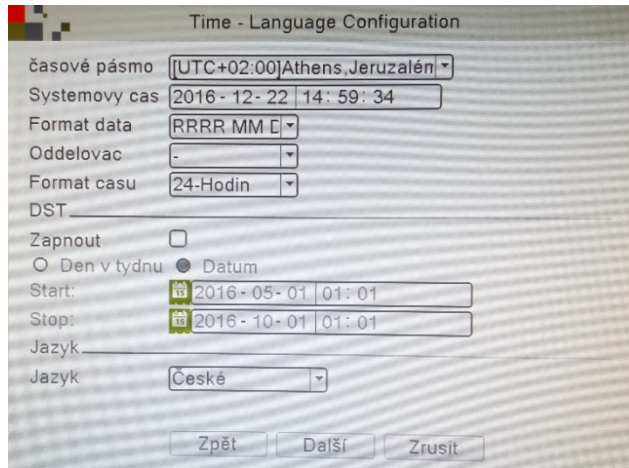 Time - Language Configuration
časové pásmo [UTC+02:00]Athens,Jeruzalém
Systemovy cas 2016 - 12 - 22 14: 59: 34
Format data RRRR MM D
Oddelovac -
Format casu 24-Hodin
DST
Zapnout
Den v tydnu Datum
Start: 15 2016 - 05 - 01 01: 01
Stop: 15 2016 - 10 - 01 01: 01
Jazyk
Jazyk České
Zpět Další Zrusit